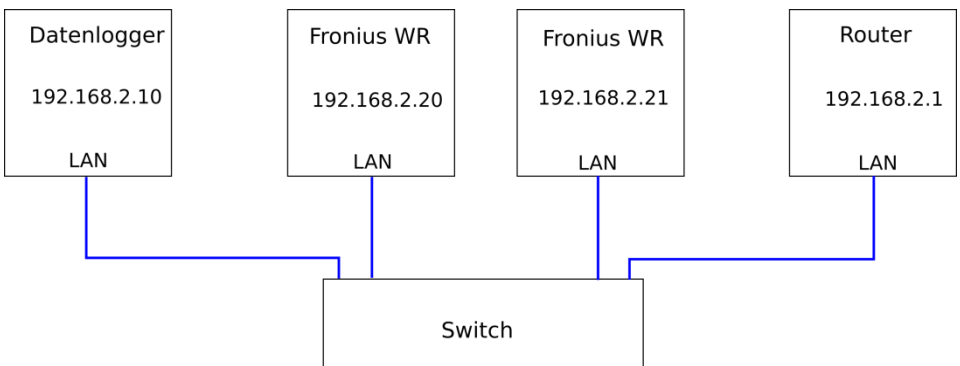 Datenlogger
192.168.2.10
LAN
Fronius WR
192.168.2.20
LAN
Fronius WR
192.168.2.21
LAN
Router
192.168.2.1
LAN
Switch